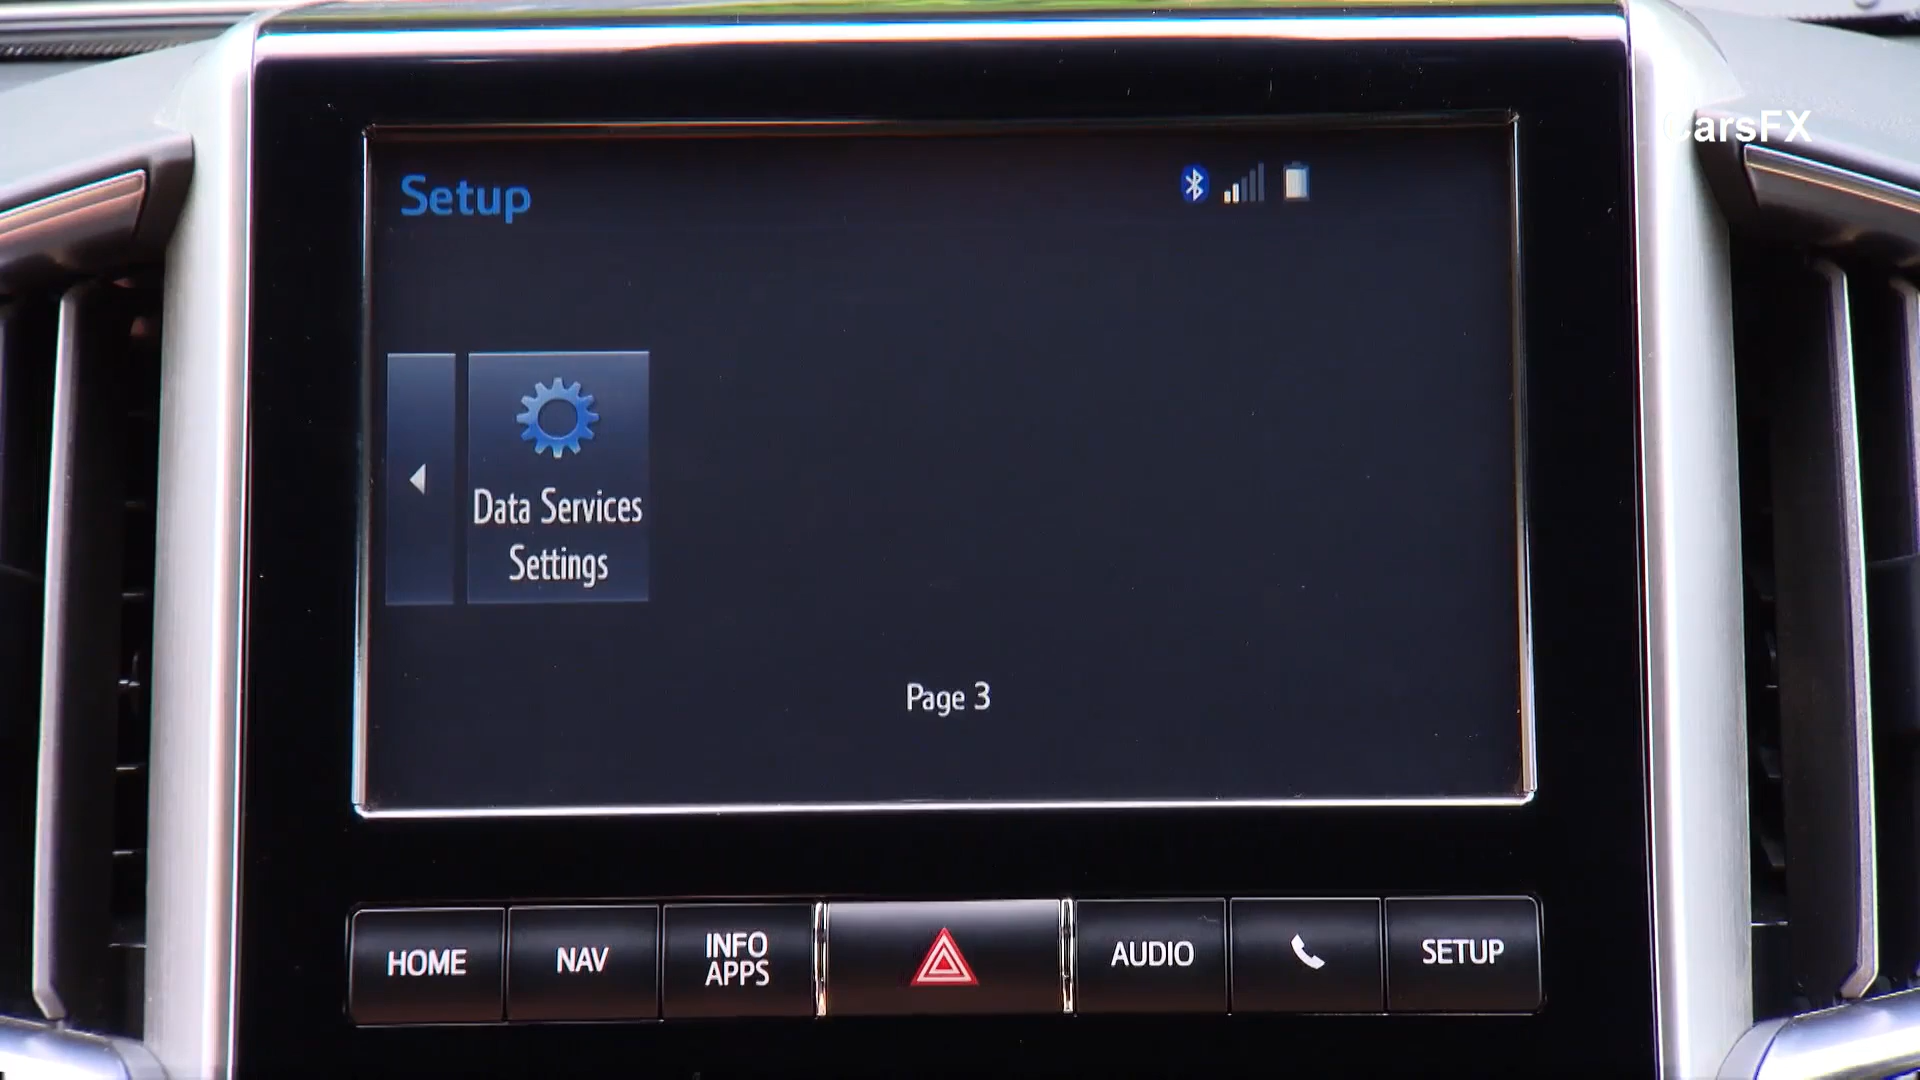 CarsFX
Setup
Data Services
Settings
Page 3
HOME
NAV
INFO
APPS
AUDIO
SETUP